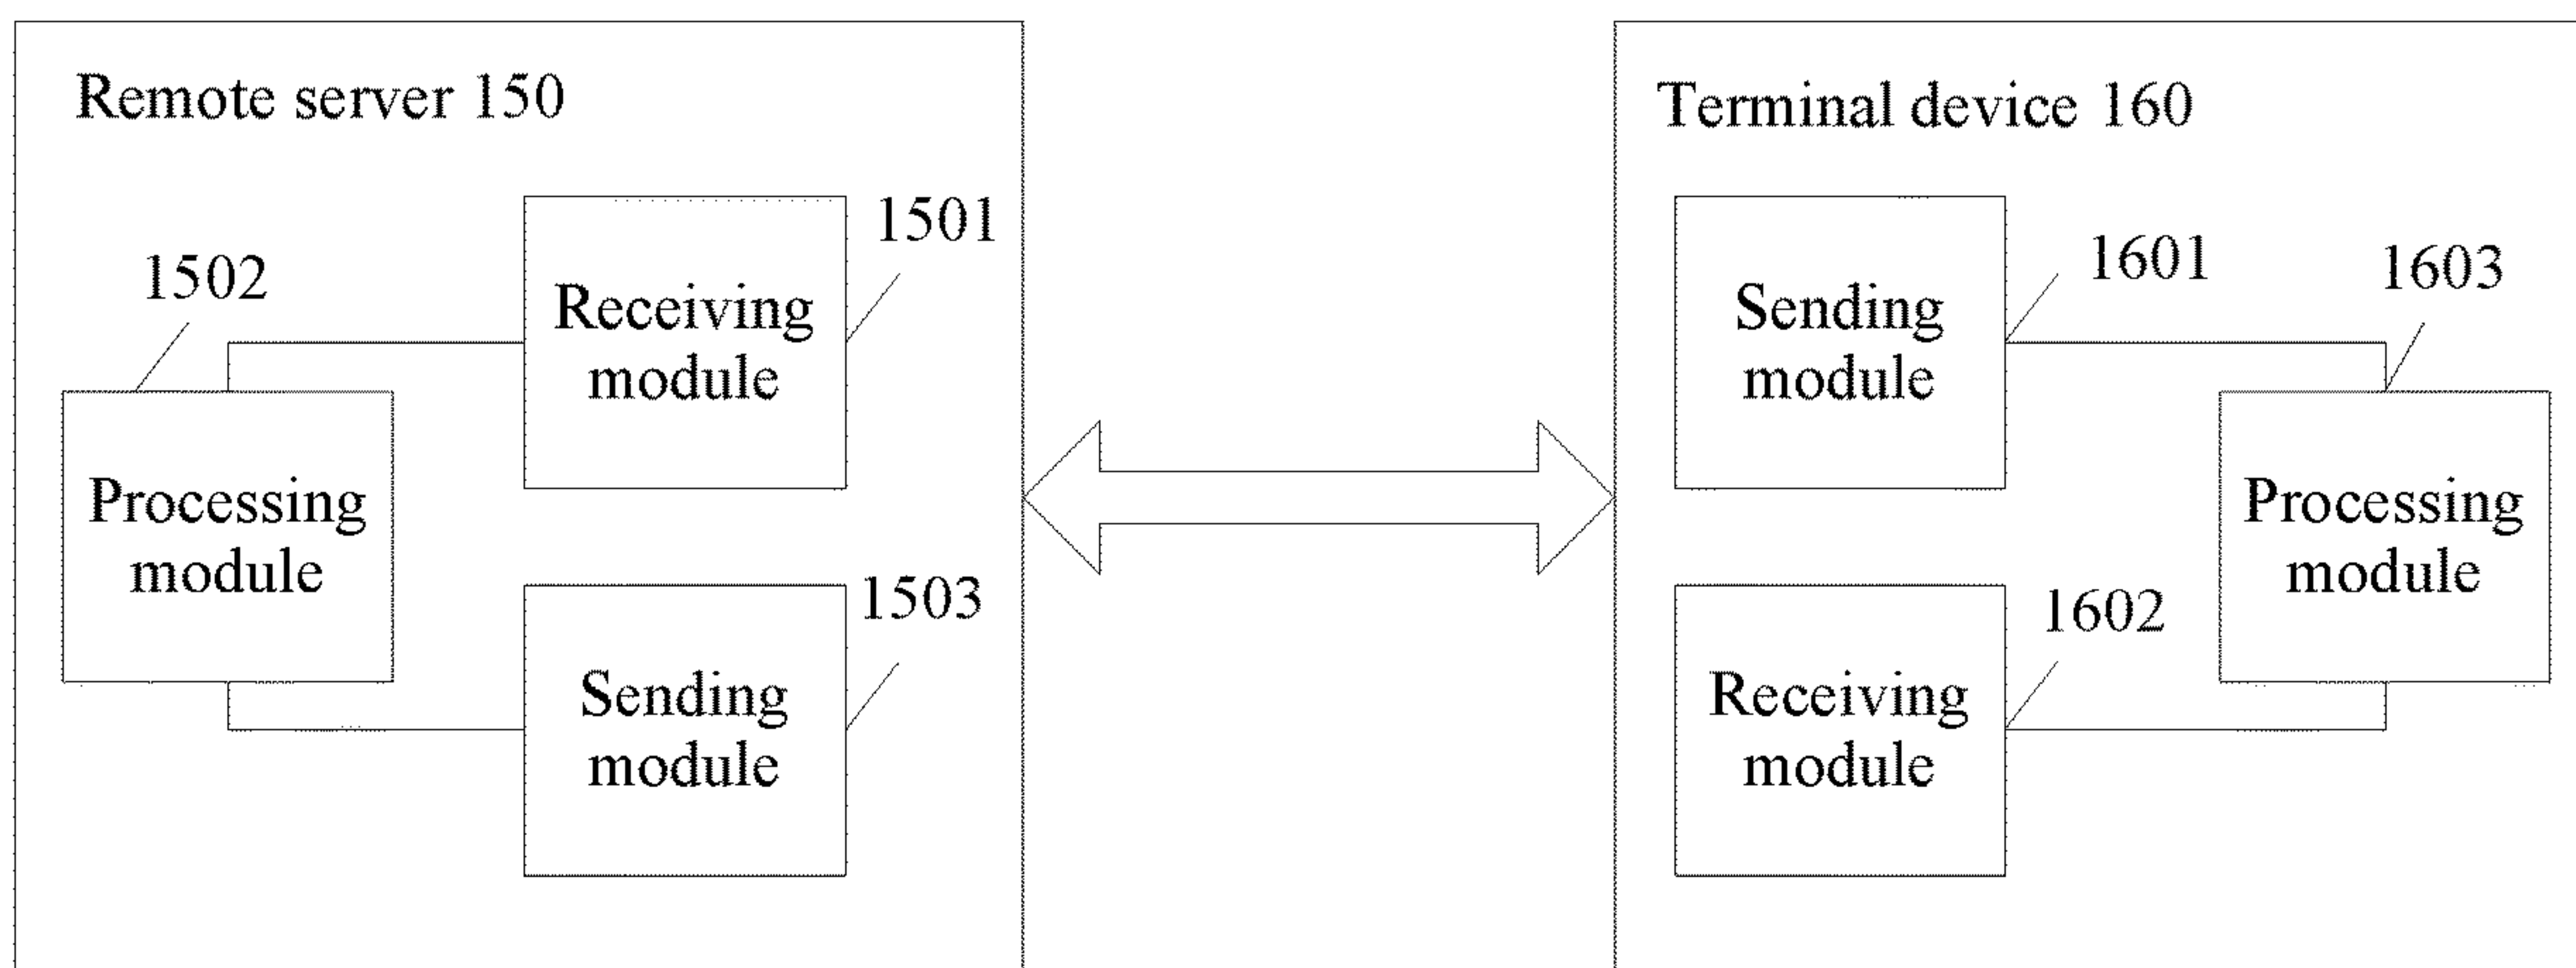 Remote server 150
1501
1502
Receiving
module
Processing
module
1503
Sending
module
Terminal device 160
1601
1603
Sending
module
Processing
module
1602
Receiving
module